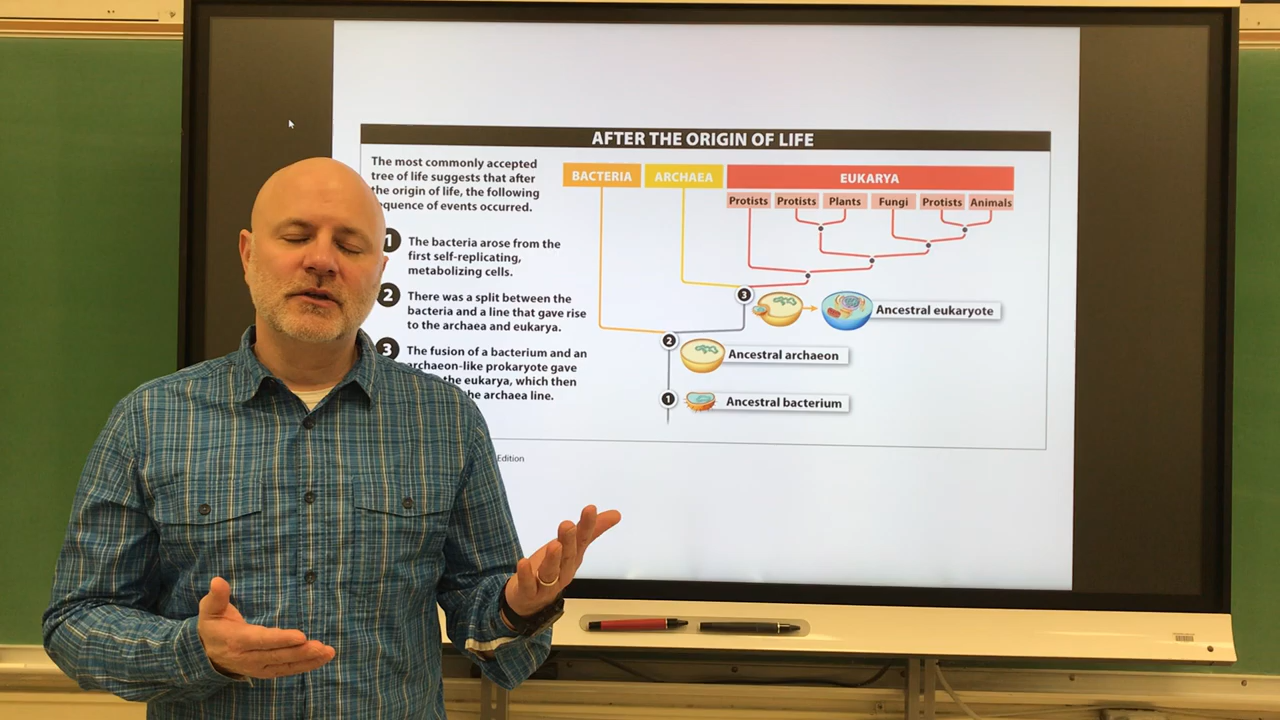 AFTER THE ORIGIN OF LIFE
The most commonly accepted
tree of life suggests that after
the origin of life, the following
equence of events occurred.
1 The bacteria arose from the
first self-replicating,
metabolizing cells.
2 There was a split between the
bacteria and a line that gave rise
to the archaea and eukarya.
3 The fusion of a bacterium and an
archaeon-like prokaryote gave
the eukarya, which then
he archaea line.
Edition
BACTERIA ARCHAEA EUKARYA
Protists Protists Plants Fungi Protists Animals
3 Ancestral eukaryote
2 Ancestral archaeon
1 Ancestral bacterium